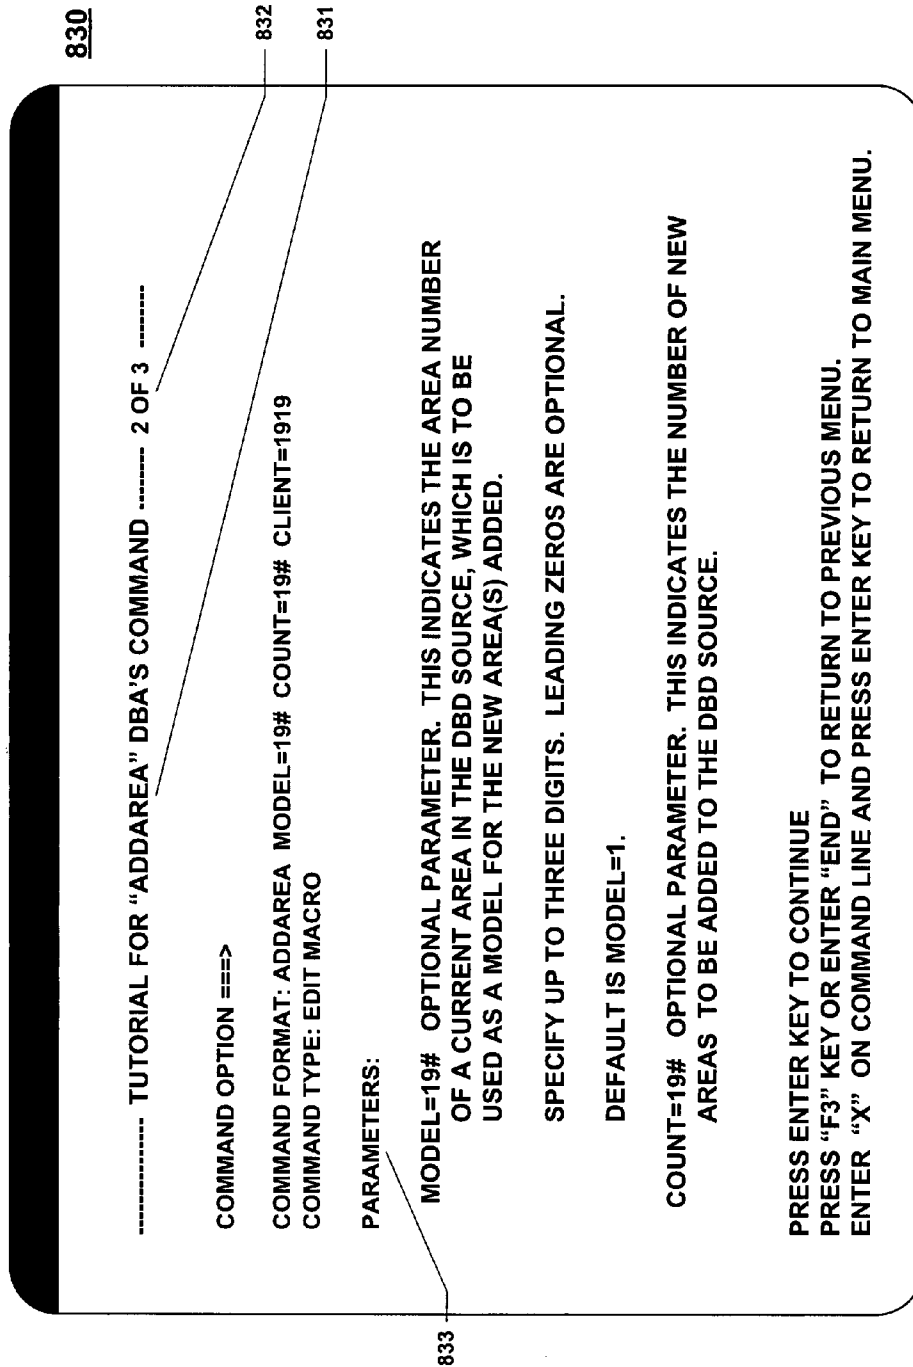 830
832
831
------------ TUTORIAL FOR “ADDAREA” DBA’S COMMAND -------- 2 OF 3 --------
COMMAND OPTION ===>
COMMAND FORMAT: ADDAREA MODEL=19# COUNT=19# CLIENT=1919
COMMAND TYPE: EDIT MACRO
PARAMETERS:
833
MODEL=19# OPTIONAL PARAMETER. THIS INDICATES THE AREA NUMBER
OF A CURRENT AREA IN THE DBD SOURCE, WHICH IS TO BE
USED AS A MODEL FOR THE NEW AREA(S) ADDED.
SPECIFY UP TO THREE DIGITS. LEADING ZEROS ARE OPTIONAL.
DEFAULT IS MODEL=1.
COUNT=19# OPTIONAL PARAMETER. THIS INDICATES THE NUMBER OF NEW
AREAS TO BE ADDED TO THE DBD SOURCE.
PRESS ENTER KEY TO CONTINUE
PRESS “F3” KEY OR ENTER “END” TO RETURN TO PREVIOUS MENU.
ENTER “X” ON COMMAND LINE AND PRESS ENTER KEY TO RETURN TO MAIN MENU.